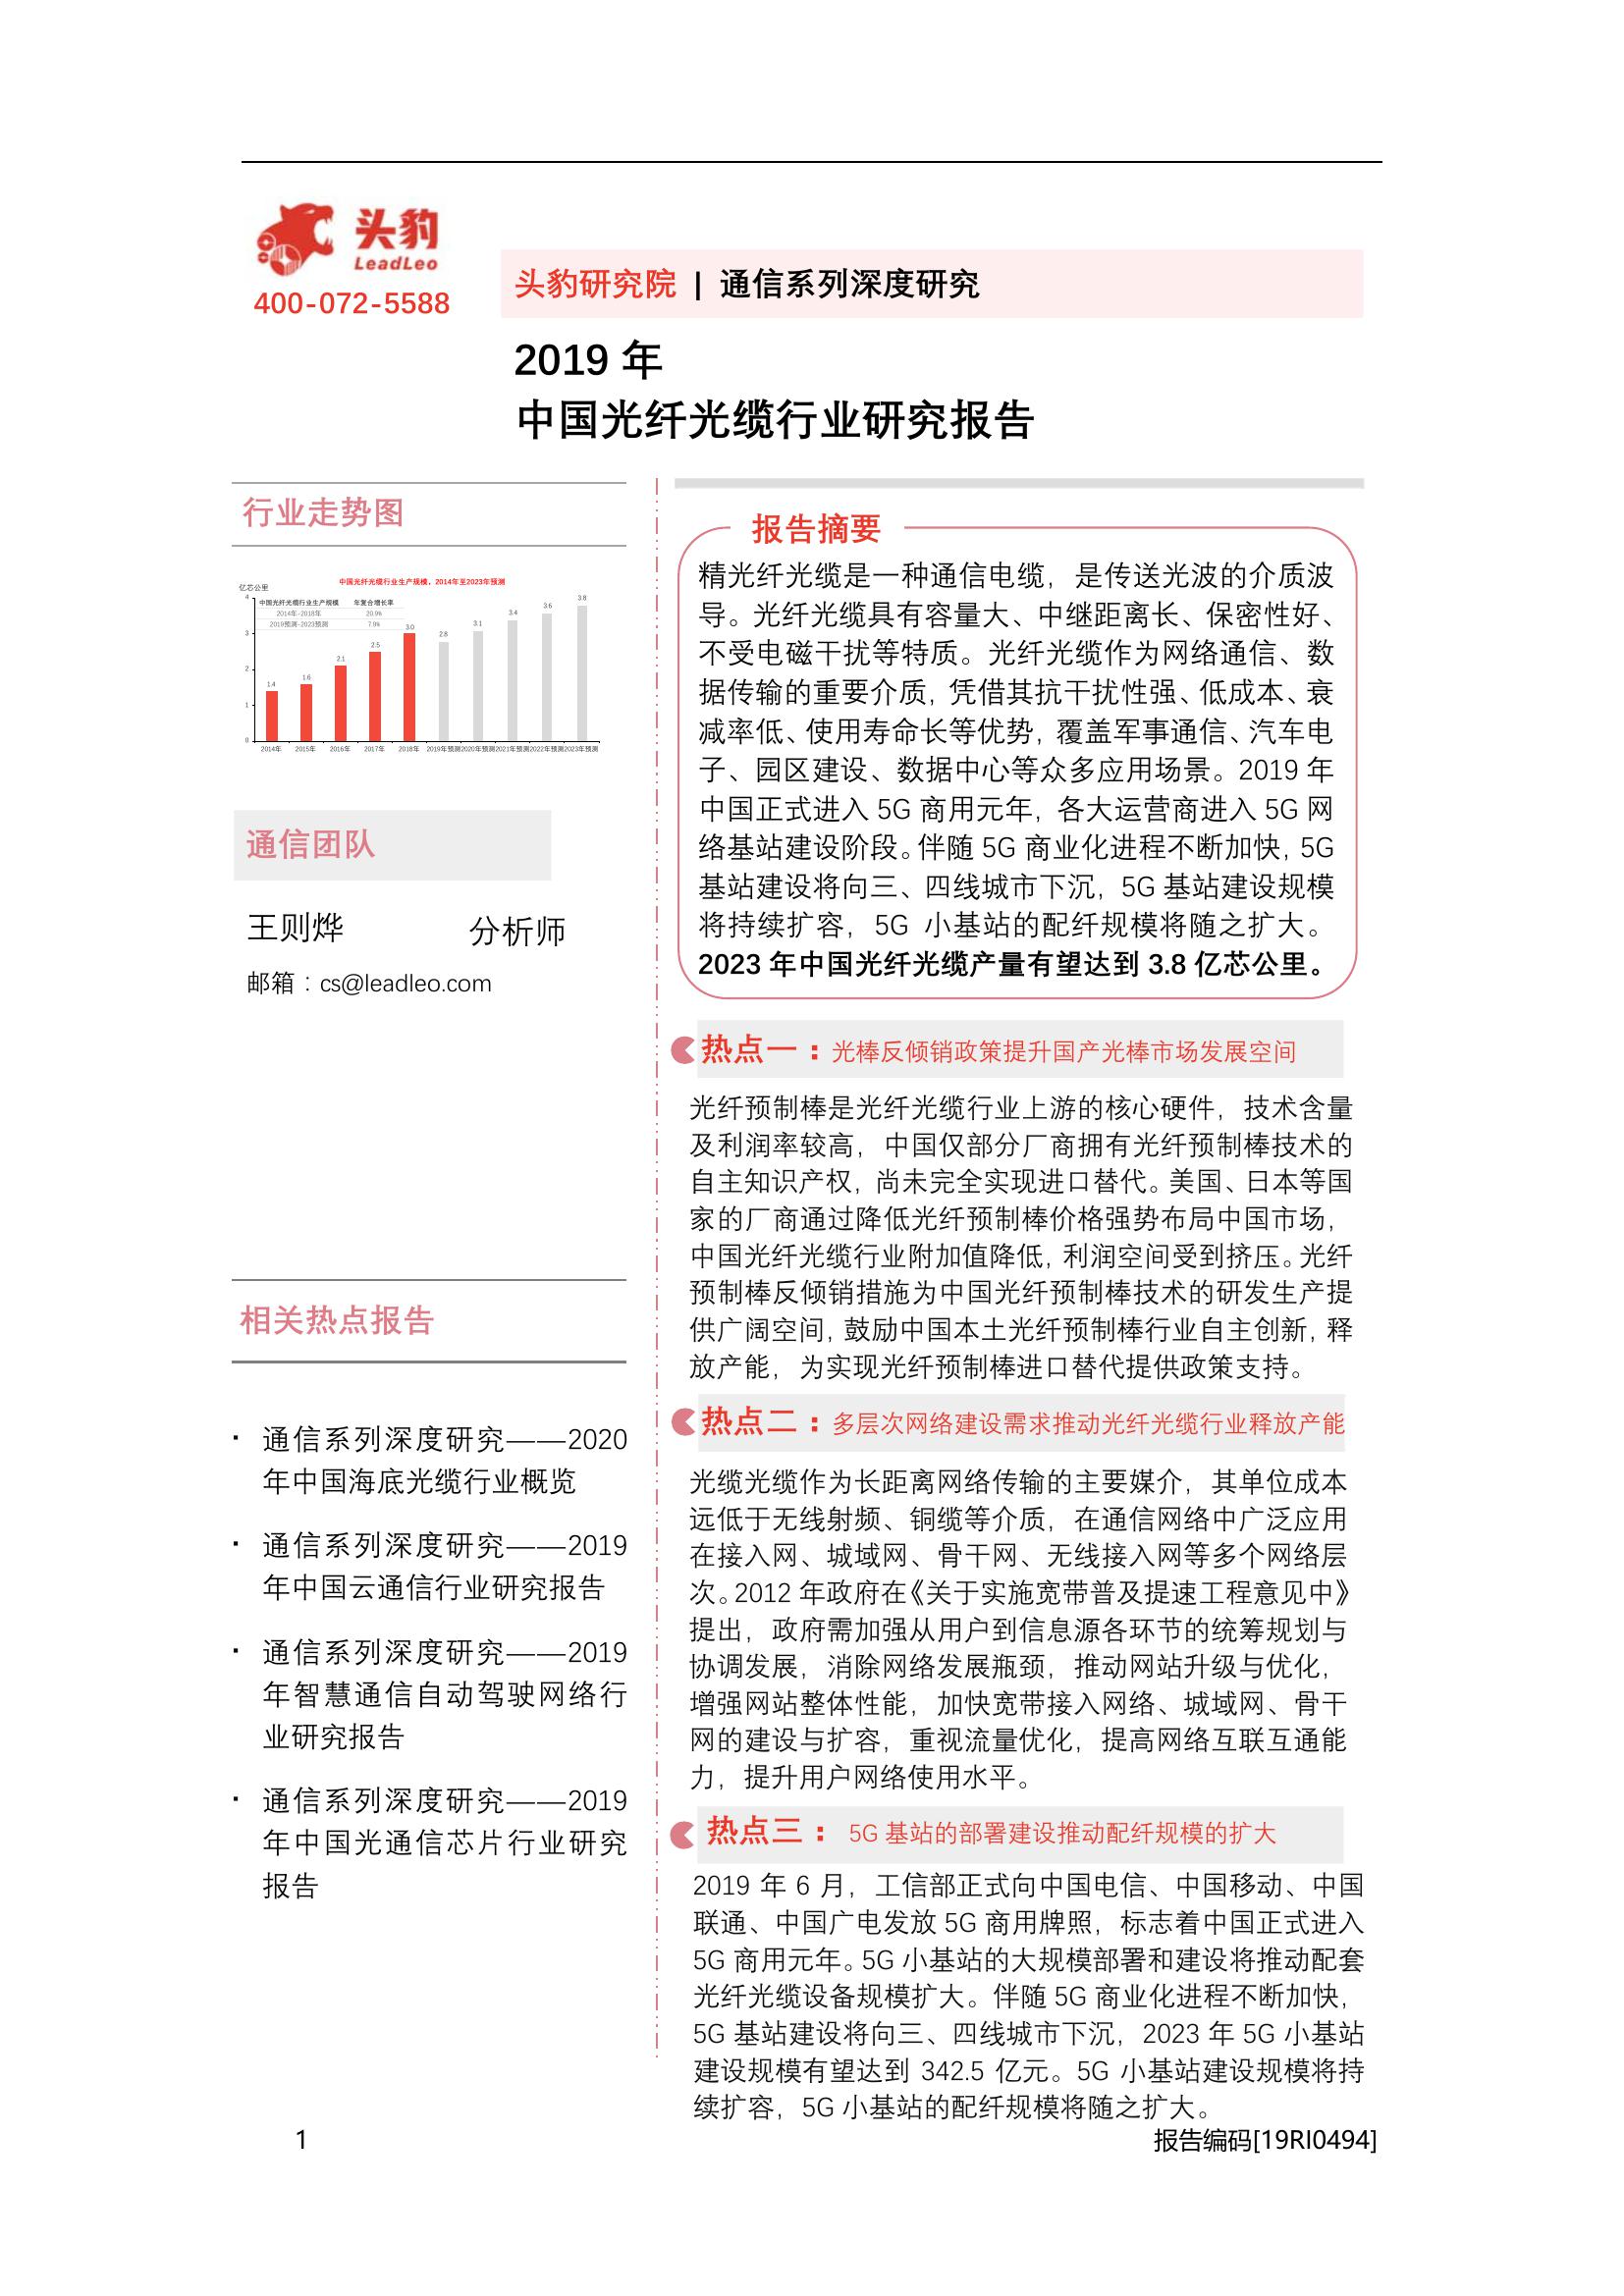 头豹
LeadLeo
400-072-5588
头豹研究院 | 通信系列深度研究
2019 年
中国光纤光缆行业研究报告
行业走势图
中国光纤光缆行业生产规模，2014年至2023年预测
亿芯公里
中国光纤光缆行业生产规模 年复合增长率
2014年-2018年 20.9%
2019预测-2023预测 7.9%
4
3
2
1
0
1.4 1.6 2.1 2.5 3.0 2.8 3.1 3.4 3.6 3.8
2014年 2015年 2016年 2017年 2018年 2019年预测 2020年预测 2021年预测 2022年预测 2023年预测
通信团队
王则烨 分析师
邮箱：cs@leadleo.com
相关热点报告
· 通信系列深度研究——2020
年中国海底光缆行业概览
· 通信系列深度研究——2019
年中国云通信行业研究报告
· 通信系列深度研究——2019
年智慧通信自动驾驶网络行
业研究报告
· 通信系列深度研究——2019
年中国光通信芯片行业研究
报告
报告摘要
精光纤光缆是一种通信电缆，是传送光波的介质波
导。光纤光缆具有容量大、中继距离长、保密性好、
不受电磁干扰等特质。光纤光缆作为网络通信、数
据传输的重要介质，凭借其抗干扰性强、低成本、衰
减率低、使用寿命长等优势，覆盖军事通信、汽车电
子、园区建设、数据中心等众多应用场景。2019 年
中国正式进入 5G 商用元年，各大运营商进入 5G 网
络基站建设阶段。伴随 5G 商业化进程不断加快，5G
基站建设将向三、四线城市下沉，5G 基站建设规模
将持续扩容，5G 小基站的配纤规模将随之扩大。
2023 年中国光纤光缆产量有望达到 3.8 亿芯公里。
热点一：光棒反倾销政策提升国产光棒市场发展空间
光纤预制棒是光纤光缆行业上游的核心硬件，技术含量
及利润率较高，中国仅部分厂商拥有光纤预制棒技术的
自主知识产权，尚未完全实现进口替代。美国、日本等国
家的厂商通过降低光纤预制棒价格强势布局中国市场，
中国光纤光缆行业附加值降低，利润空间受到挤压。光纤
预制棒反倾销措施为中国光纤预制棒技术的研发生产提
供广阔空间，鼓励中国本土光纤预制棒行业自主创新，释
放产能，为实现光纤预制棒进口替代提供政策支持。
热点二：多层次网络建设需求推动光纤光缆行业释放产能
光缆光缆作为长距离网络传输的主要媒介，其单位成本
远低于无线射频、铜缆等介质，在通信网络中广泛应用
在接入网、城域网、骨干网、无线接入网等多个网络层
次。2012 年政府在《关于实施宽带普及提速工程意见中》
提出，政府需加强从用户到信息源各环节的统筹规划与
协调发展，消除网络发展瓶颈，推动网站升级与优化，
增强网站整体性能，加快宽带接入网络、城域网、骨干
网的建设与扩容，重视流量优化，提高网络互联互通能
力，提升用户网络使用水平。
热点三： 5G 基站的部署建设推动配纤规模的扩大
2019 年 6 月，工信部正式向中国电信、中国移动、中国
联通、中国广电发放 5G 商用牌照，标志着中国正式进入
5G 商用元年。5G 小基站的大规模部署和建设将推动配套
光纤光缆设备规模扩大。伴随 5G 商业化进程不断加快，
5G 基站建设将向三、四线城市下沉，2023 年 5G 小基站
建设规模有望达到 342.5 亿元。5G 小基站建设规模将持
续扩容，5G 小基站的配纤规模将随之扩大。
1
报告编码[19RI0494]